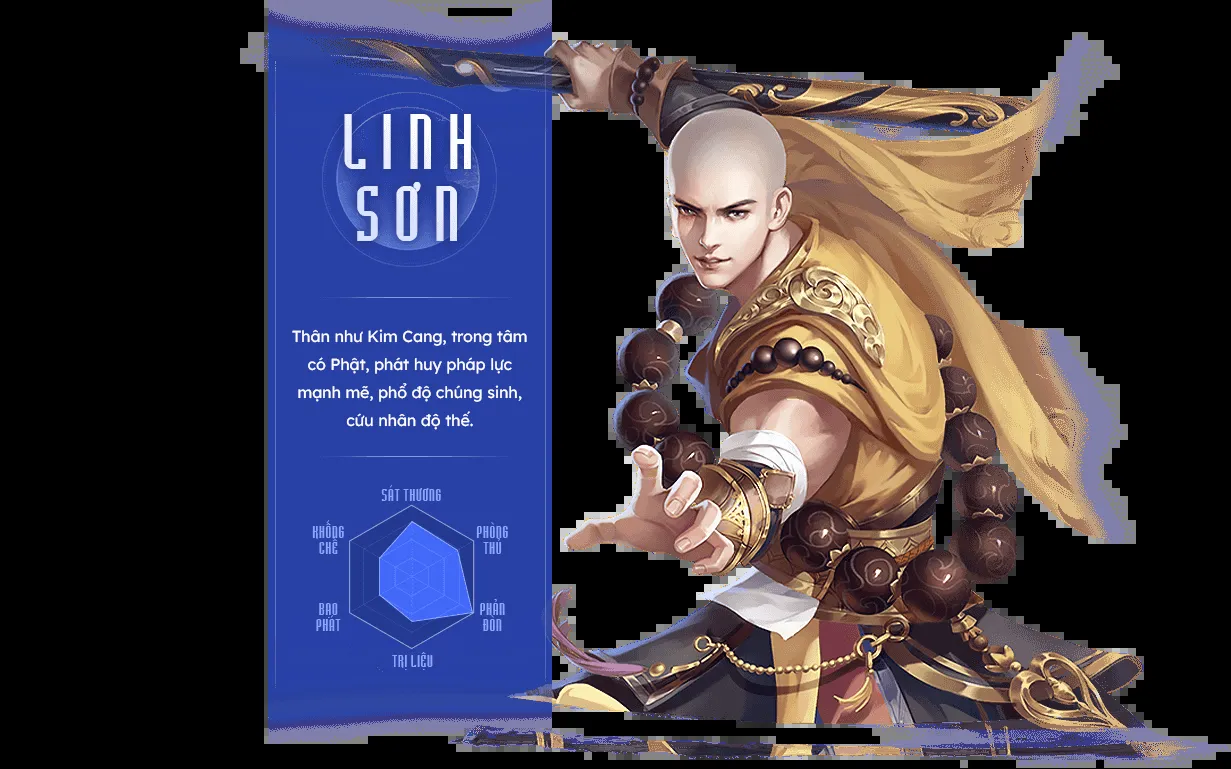 LINH
SƠN
Thân như Kim Cang, trong tâm
có Phật, phát huy pháp lực
mạnh mẽ, phổ độ chúng sinh,
cứu nhân độ thế.
SÁT THƯƠNG
KHỐNG
CHẾ
PHÒNG
THỦ
BẠO
PHÁT
PHẢN
ĐÒN
TRỊ LIỆU